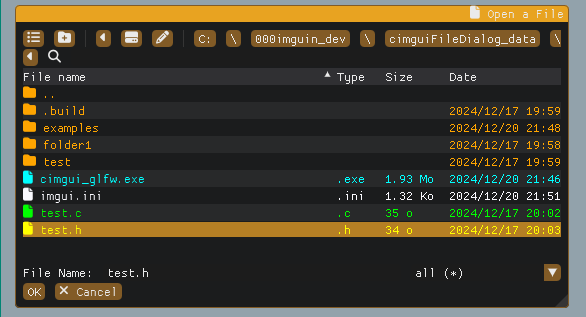 Open a File
C: \ 000imguin_dev \ cimguiFileDialog_data \
File name Type Size Date
..
.build 2024/12/17 19:59
examples 2024/12/20 21:48
folder1 2024/12/17 19:58
test 2024/12/17 19:59
cimgui_glfw.exe .exe 1.93 Mo 2024/12/20 21:46
imgui.ini .ini 1.32 Ko 2024/12/20 21:51
test.c .c 35 o 2024/12/17 20:02
test.h .h 34 o 2024/12/17 20:03
File Name: test.h all (*)
OK Cancel